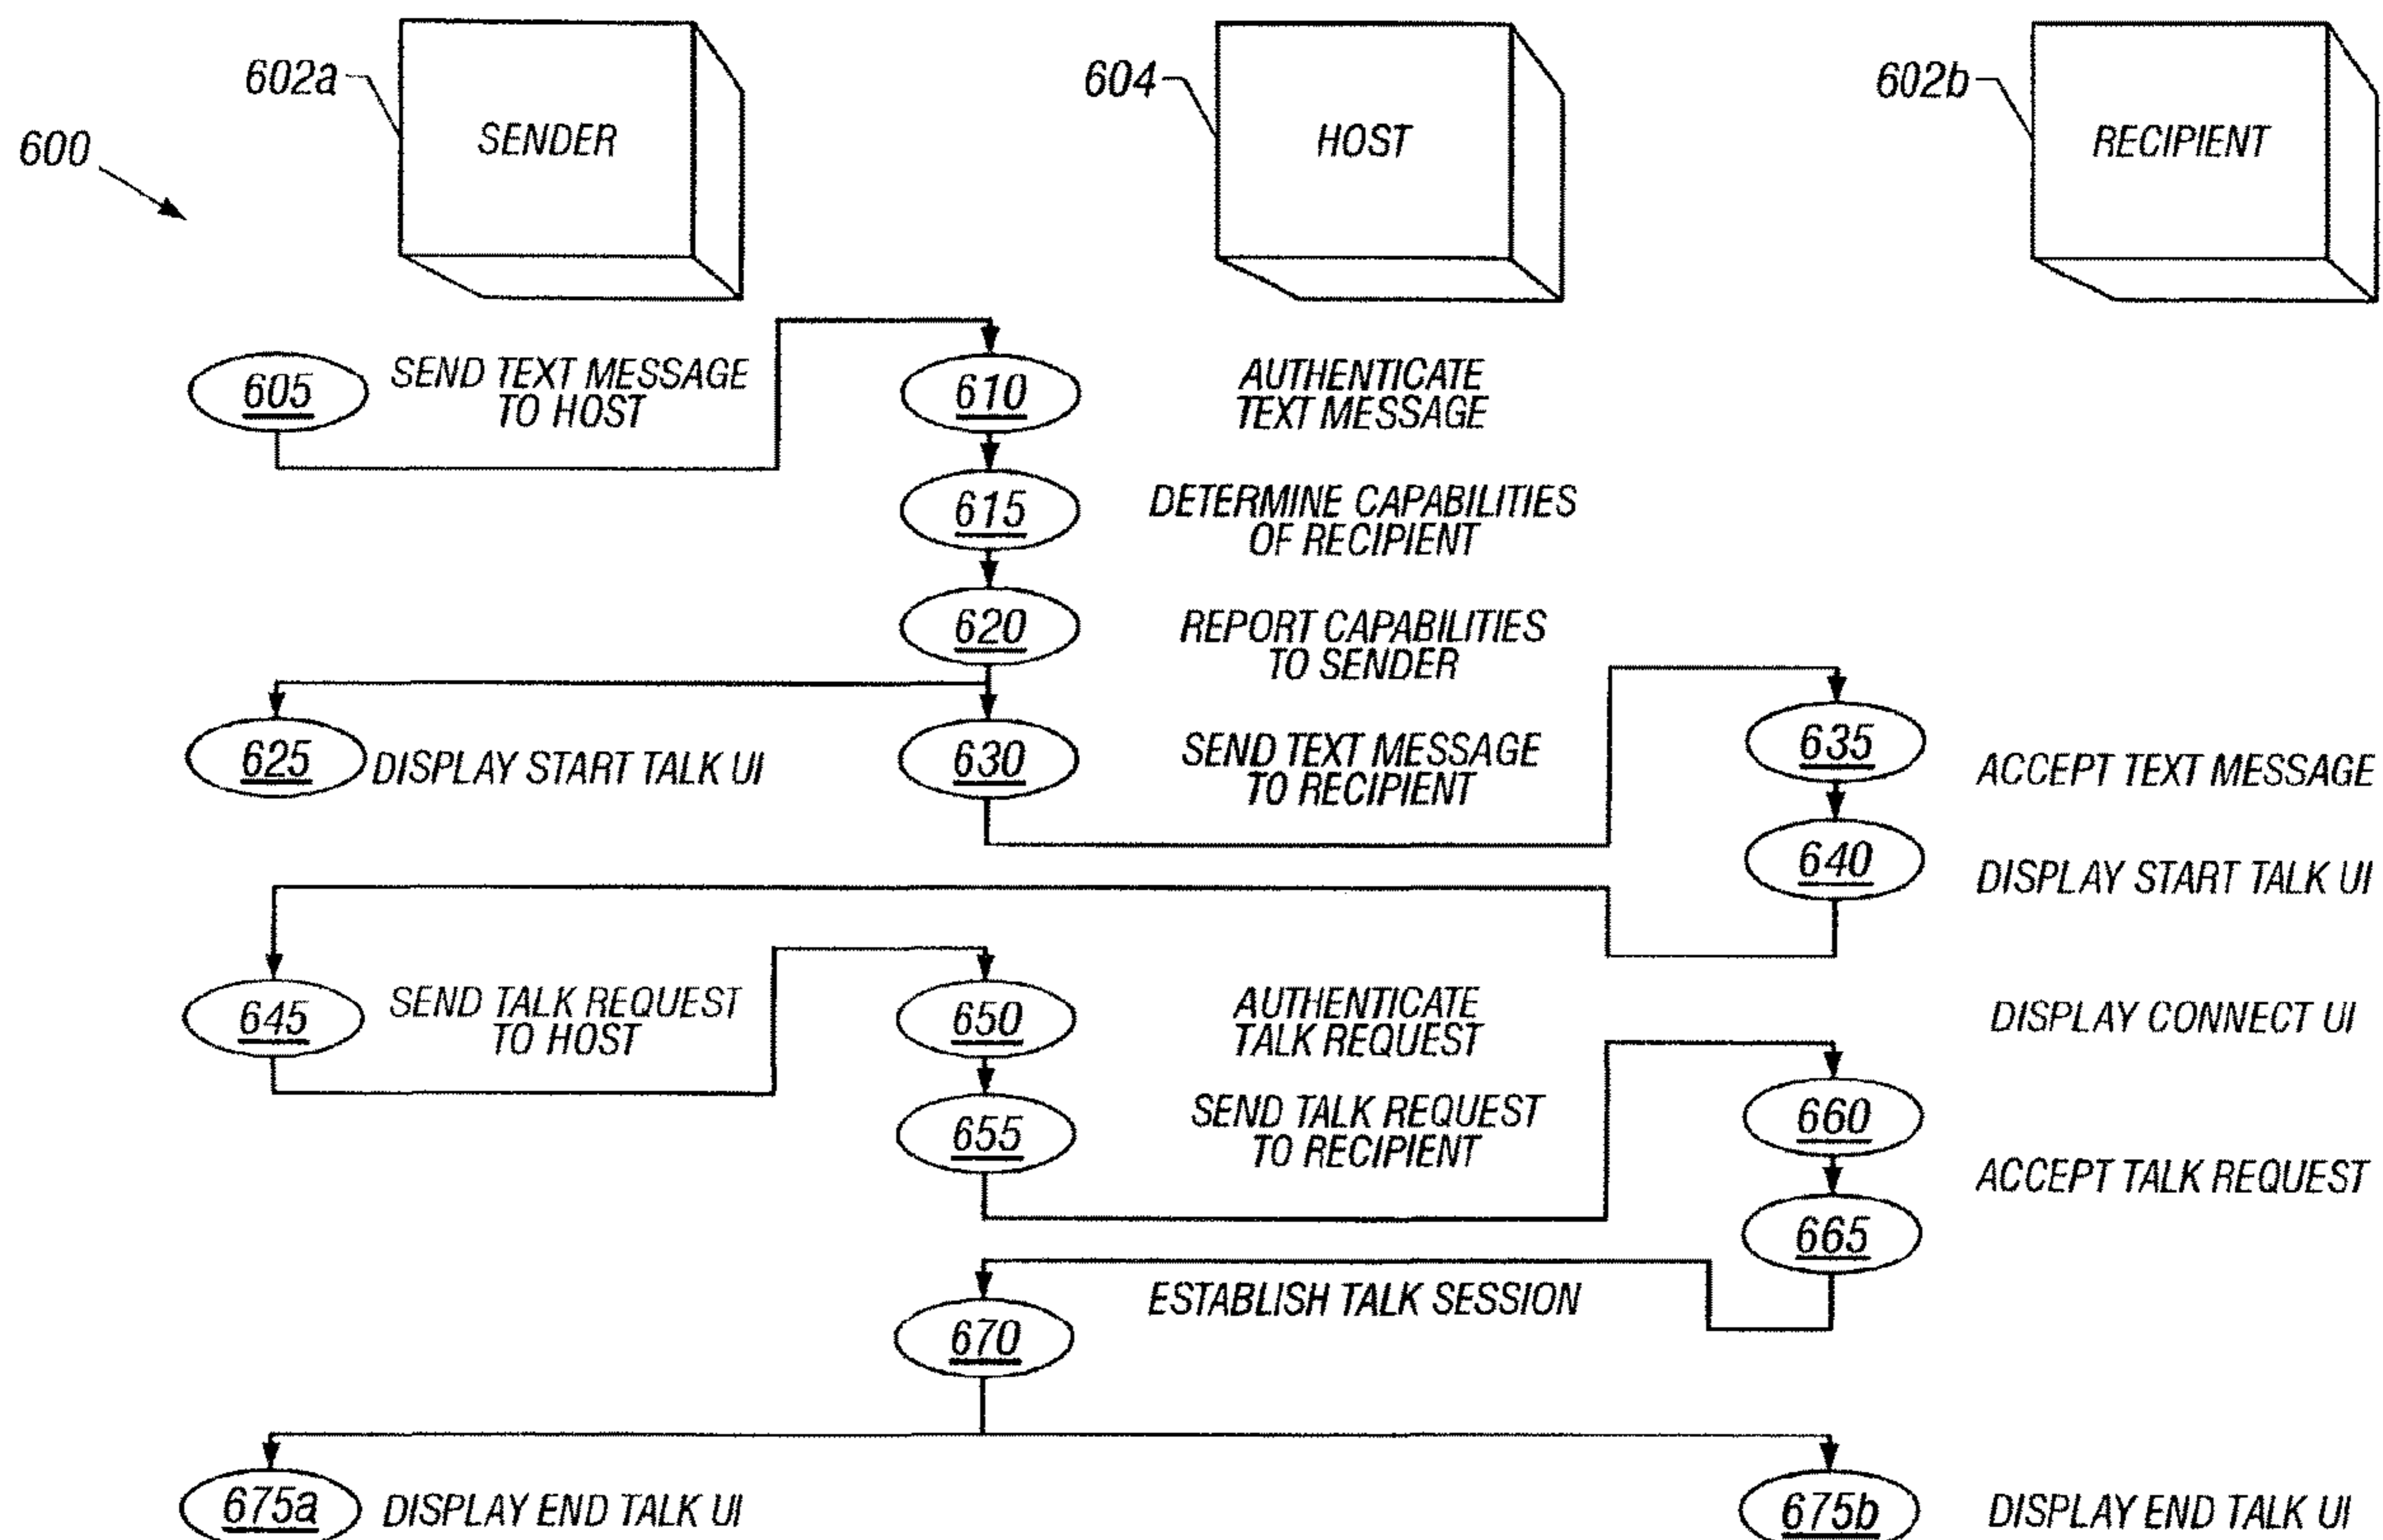 602a
SENDER
604
HOST
602b
RECIPIENT
600
605
SEND TEXT MESSAGE
TO HOST
610
AUTHENTICATE
TEXT MESSAGE
615
DETERMINE CAPABILITIES
OF RECIPIENT
620
REPORT CAPABILITIES
TO SENDER
625
DISPLAY START TALK UI
630
SEND TEXT MESSAGE
TO RECIPIENT
635
ACCEPT TEXT MESSAGE
640
DISPLAY START TALK UI
645
SEND TALK REQUEST
TO HOST
650
AUTHENTICATE
TALK REQUEST
DISPLAY CONNECT UI
655
SEND TALK REQUEST
TO RECIPIENT
660
ACCEPT TALK REQUEST
665
ESTABLISH TALK SESSION
670
675a
DISPLAY END TALK UI
675b
DISPLAY END TALK UI